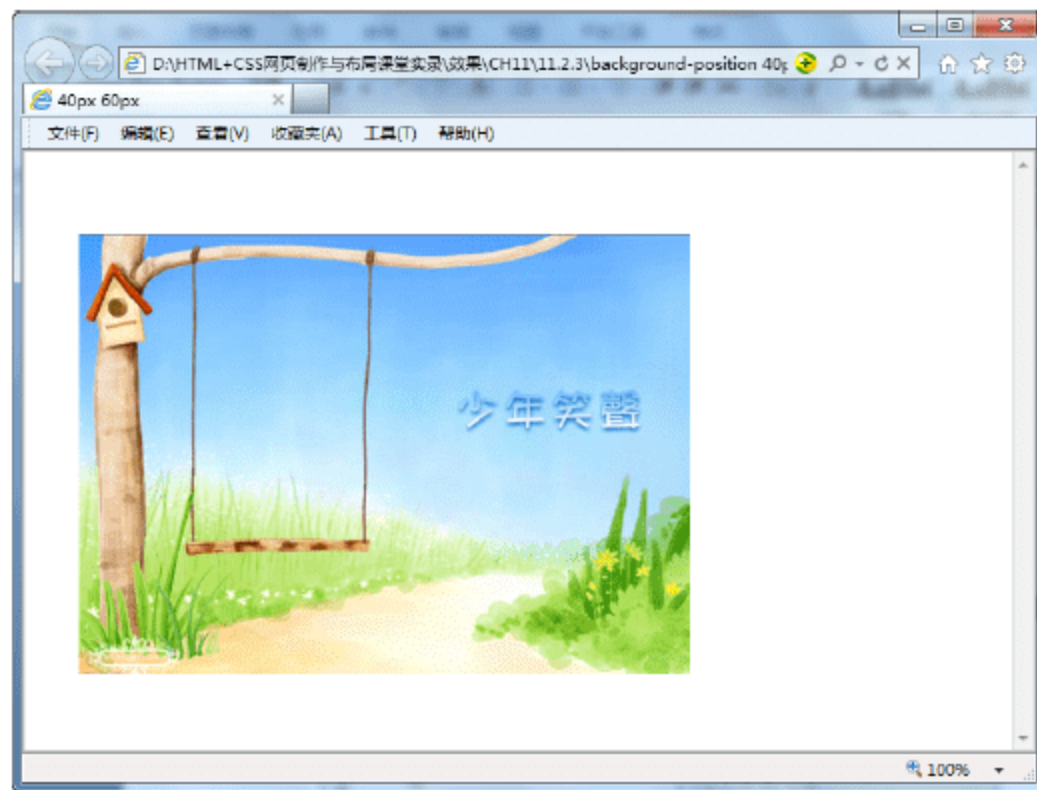 D:\HTML+CSS网页制作与布局课堂实录\效果\CH11\11.2.3\background-position 40p
40px 60px
文件(F) 编辑(E) 查看(V) 收藏夹(A) 工具(T) 帮助(H)
少年笑聲
100%